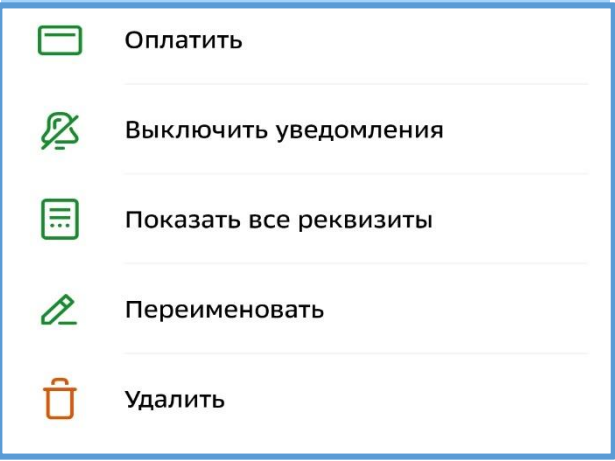 Оплатить
Выключить уведомления
Показать все реквизиты
Переименовать
Удалить